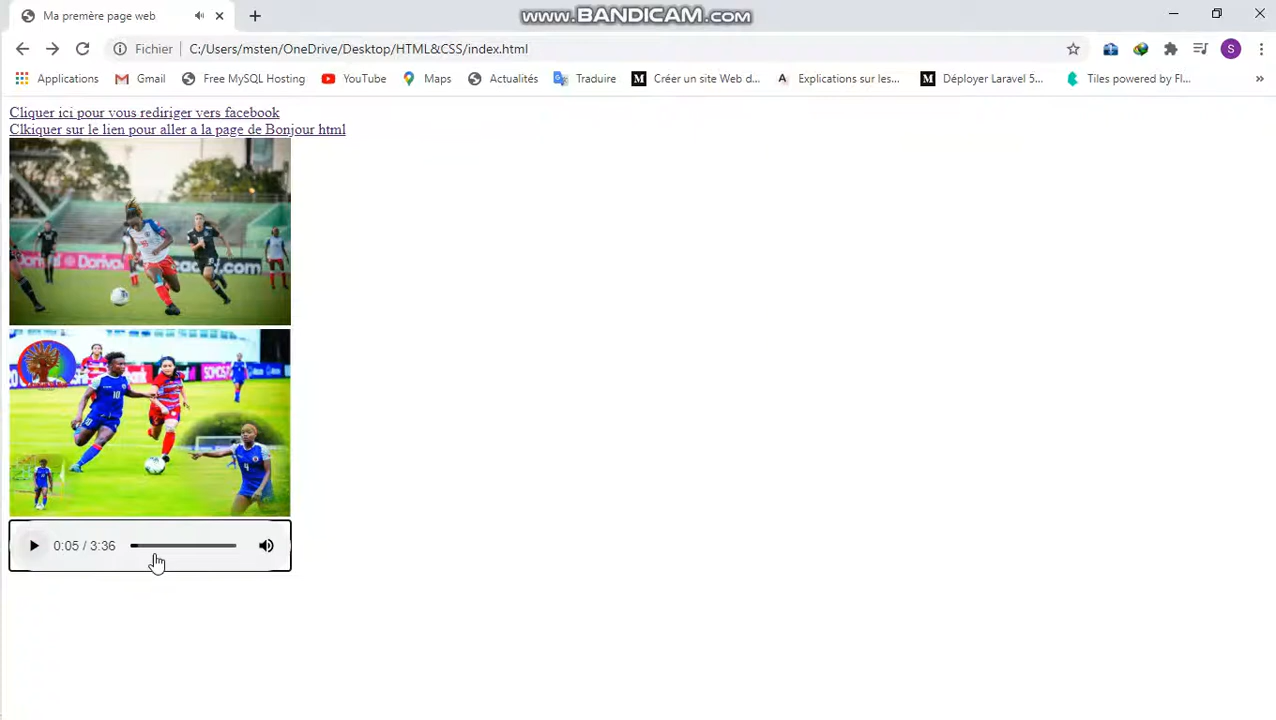 www.BANDICAM.com
Ma premère page web
Fichier C:/Users/msten/OneDrive/Desktop/HTML&CSS/index.html S
Applications Gmail Free MySQL Hosting YouTube Maps Actualités Traduire Créer un site Web d... Explications sur les... Déployer Laravel 5... Tiles powered by Fl... »
Cliquer ici pour vous rediriger vers facebook
Clkiquer sur le lien pour aller a la page de Bonjour html
10
4
0:05 / 3:36